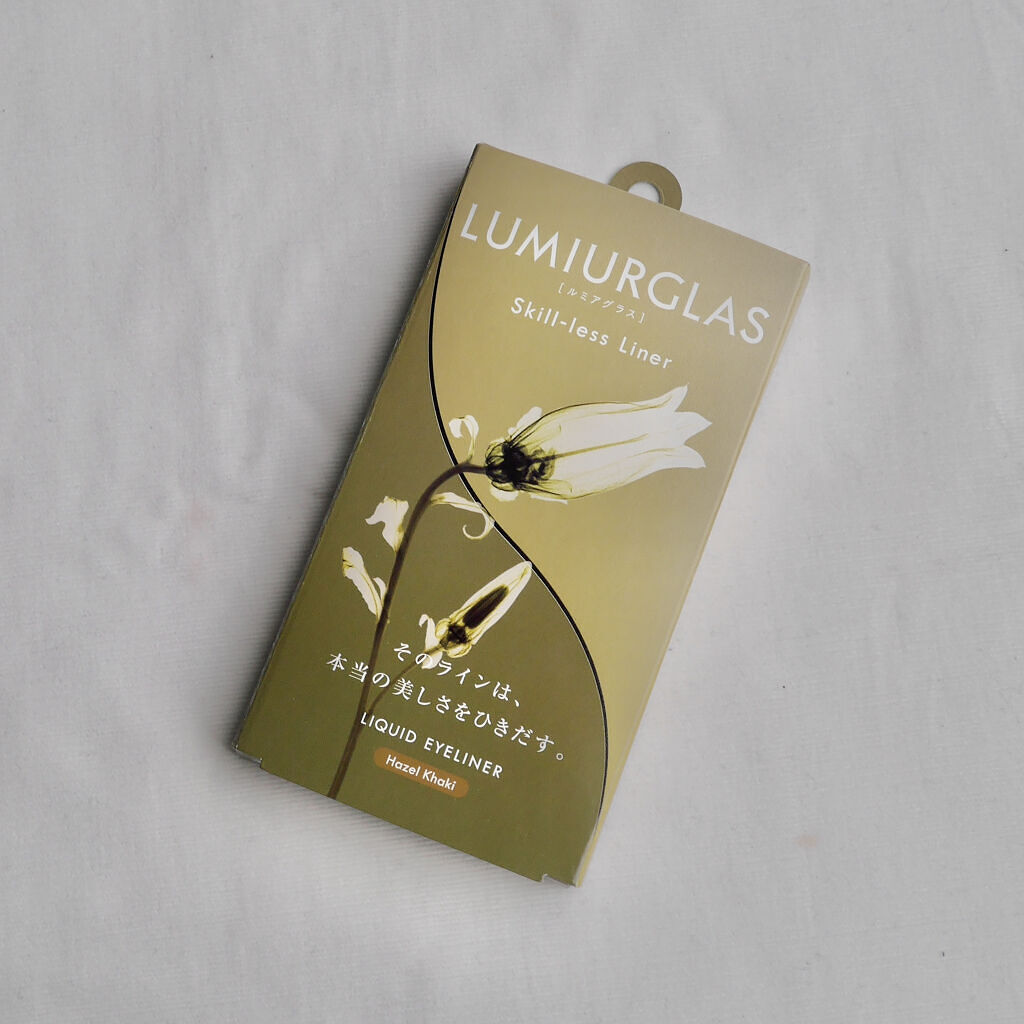 LUMIURGLAS
[ルミアグラス]
Skill-less Liner
そのラインは、
本当の美しさをひきだす。
LIQUID EYELINER
Hazel Khaki